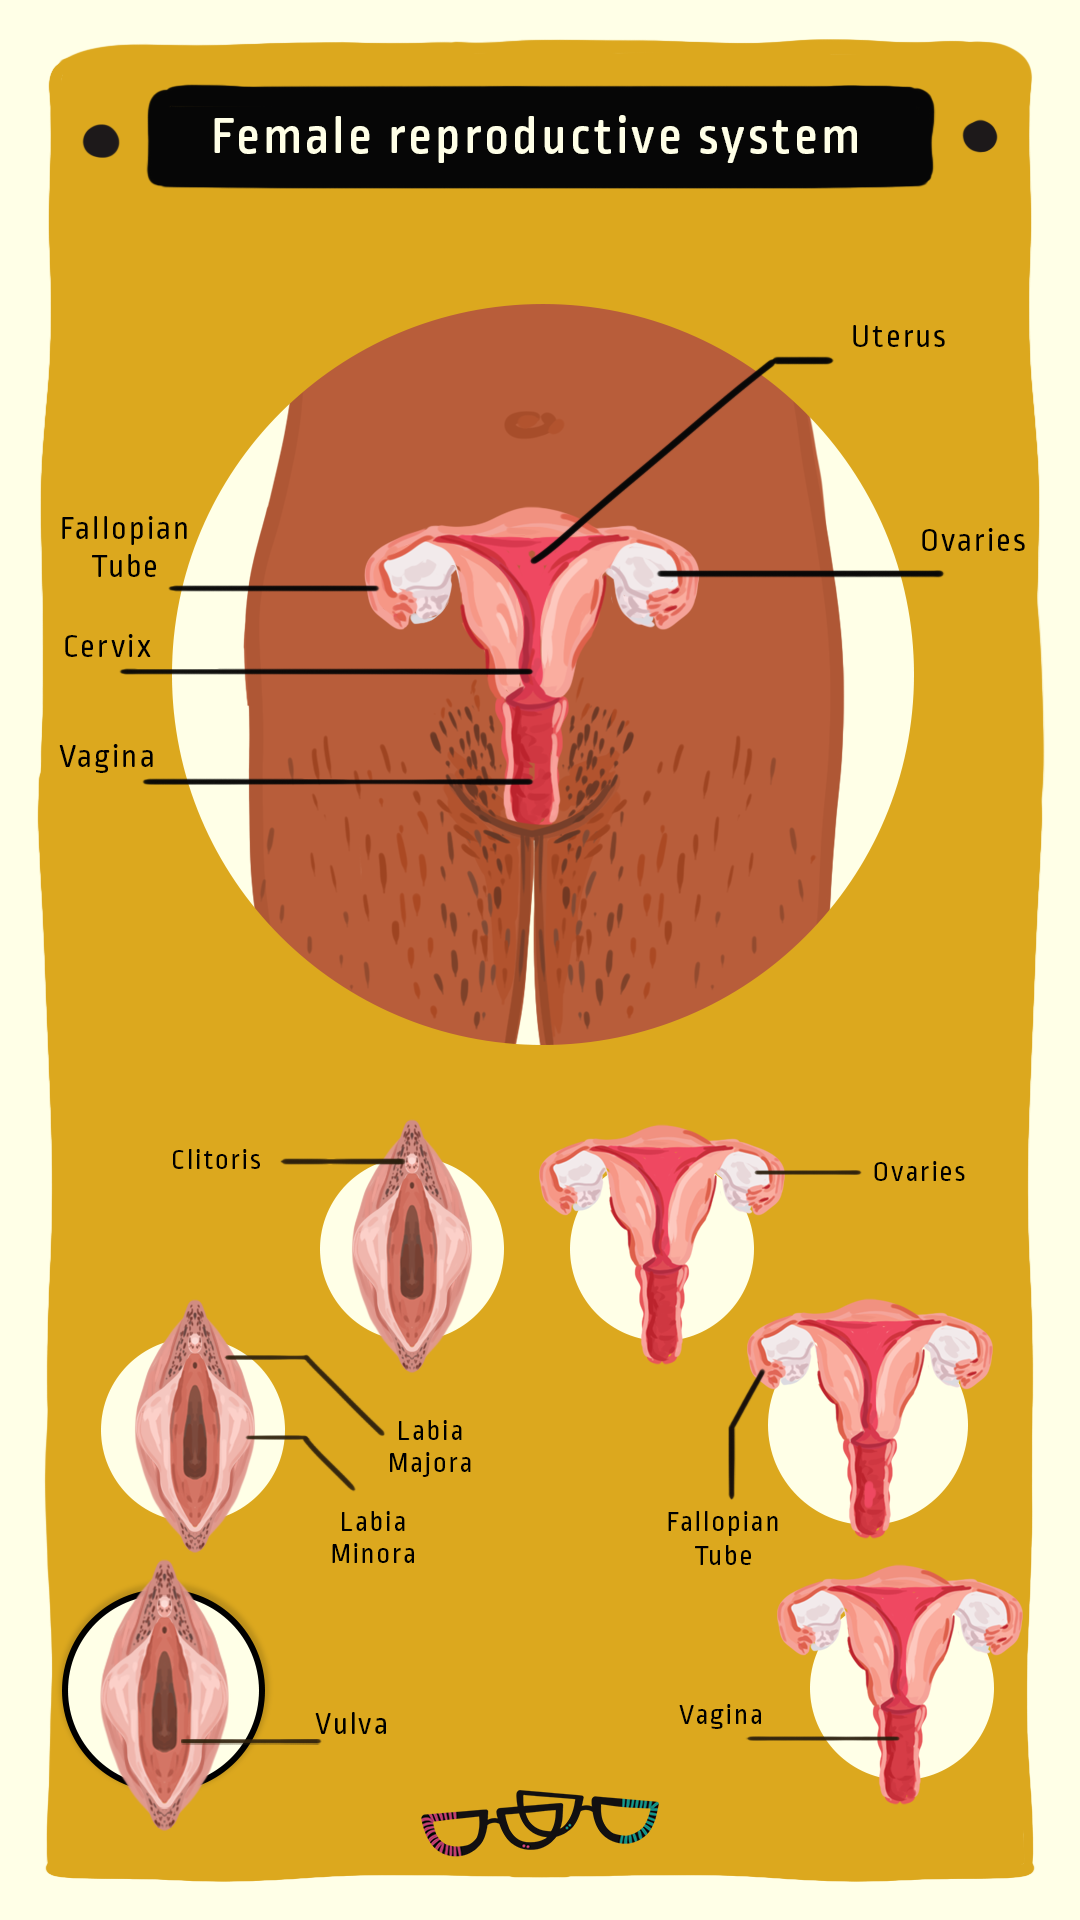 Female reproductive system
Uterus
Fallopian
Tube
Ovaries
Cervix
Vagina
Clitoris
Ovaries
Labia
Majora
Labia
Minora
Fallopian
Tube
Vulva
Vagina